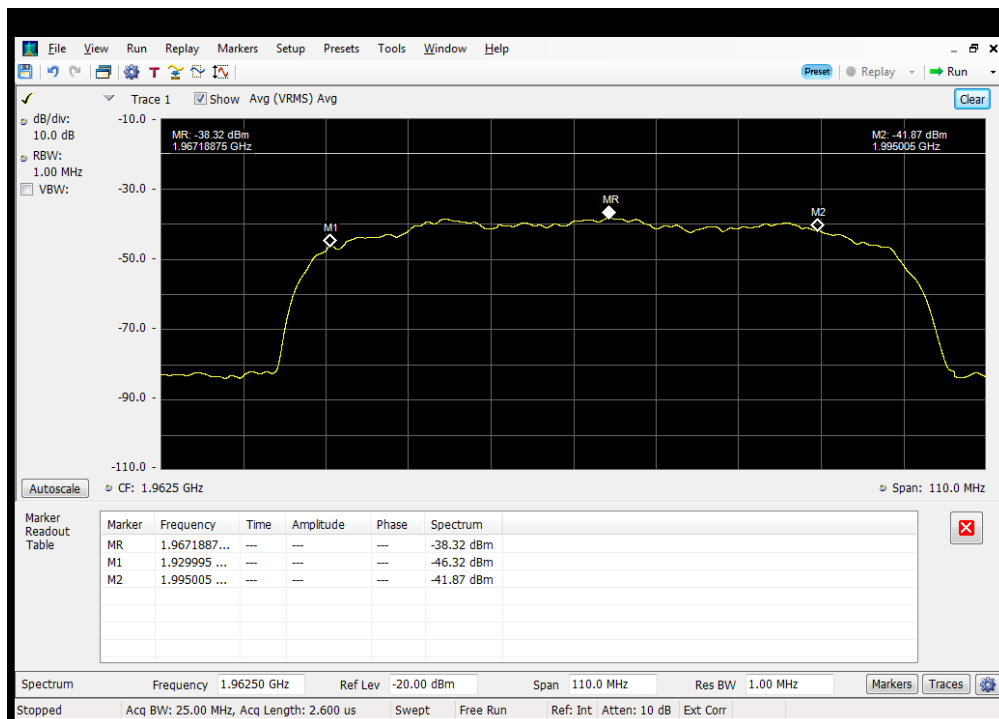 File View Run Replay Markers Setup Presets Tools Window Help
T Preset Replay Run
Trace 1 Show Avg (VRMS) Avg Clear
dB/div:
10.0 dB
RBW:
1.00 MHz
VBW:
-10.0
-30.0
-50.0
-70.0
-90.0
-110.0
MR: -38.32 dBm
1.96718875 GHz
M2: -41.87 dBm
1.995005 GHz
M1
MR
M2
Autoscale CF: 1.9625 GHz Span: 110.0 MHz
Marker
Readout
Table
Marker Frequency Time Amplitude Phase Spectrum
MR 1.9671887... --- --- --- -38.32 dBm
M1 1.929995 ... --- --- --- -46.32 dBm
M2 1.995005 ... --- --- --- -41.87 dBm
Spectrum Frequency 1.96250 GHz Ref Lev -20.00 dBm Span 110.0 MHz Res BW 1.00 MHz Markers Traces
Stopped Acq BW: 25.00 MHz, Acq Length: 2.600 us Swept Free Run Ref: Int Atten: 10 dB Ext Corr